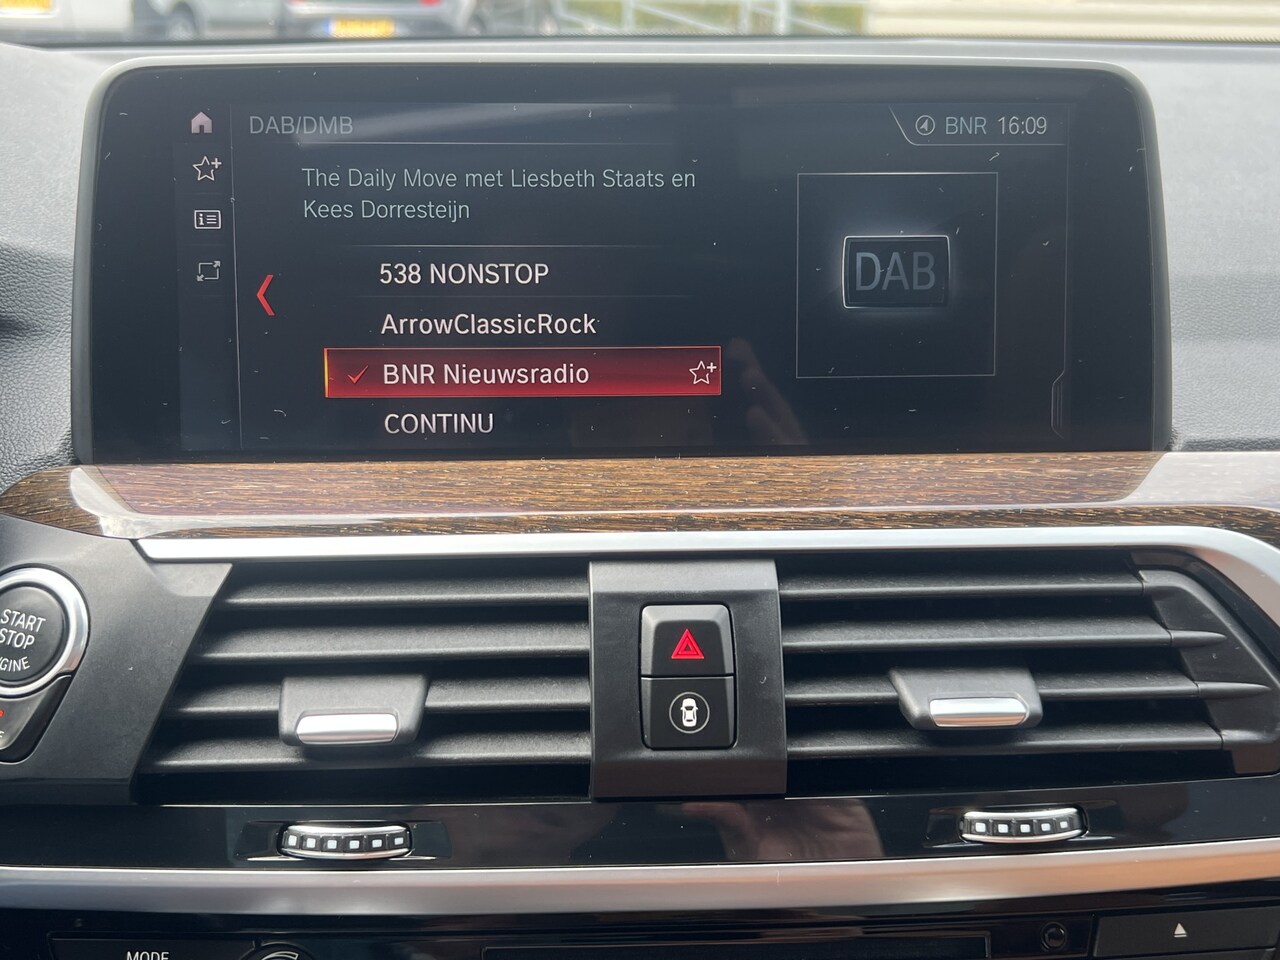 DAB/DMB
BNR 16:09
The Daily Move met Liesbeth Staats en
Kees Dorresteijn
DAB
538 NONSTOP
ArrowClassicRock
BNR Nieuwsradio
CONTINU
START
STOP
MODE